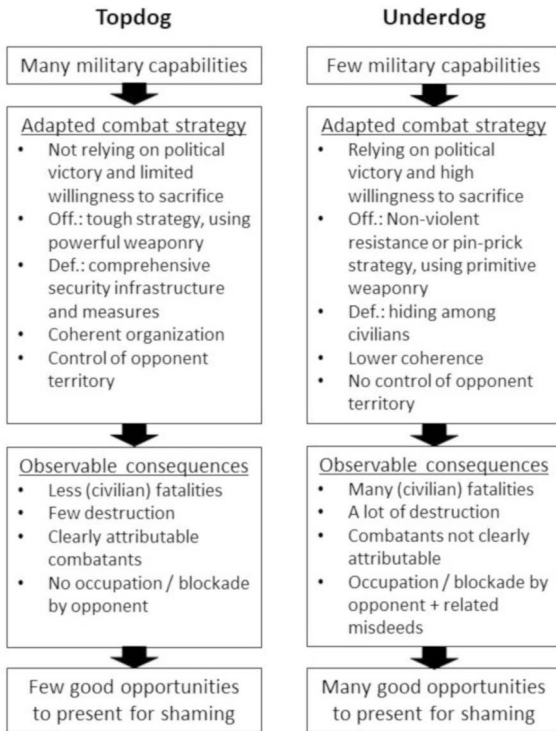 Topdog
Many military capabilities
Adapted combat strategy
• Not relying on political
victory and limited
willingness to sacrifice
• Off.: tough strategy, using
powerful weaponry
• Def.: comprehensive
security infrastructure
and measures
• Coherent organization
• Control of opponent
territory
Observable consequences
• Less (civilian) fatalities
• Few destruction
• Clearly attributable
combatants
• No occupation / blockade
by opponent
Few good opportunities
to present for shaming
Underdog
Few military capabilities
Adapted combat strategy
• Relying on political
victory and high
willingness to sacrifice
• Off.: Non-violent
resistance or pin-prick
strategy, using primitive
weaponry
• Def.: hiding among
civilians
• Lower coherence
• No control of opponent
territory
Observable consequences
• Many (civilian) fatalities
• A lot of destruction
• Combatants not clearly
attributable
• Occupation / blockade by
opponent + related
misdeeds
Many good opportunities
to present for shaming